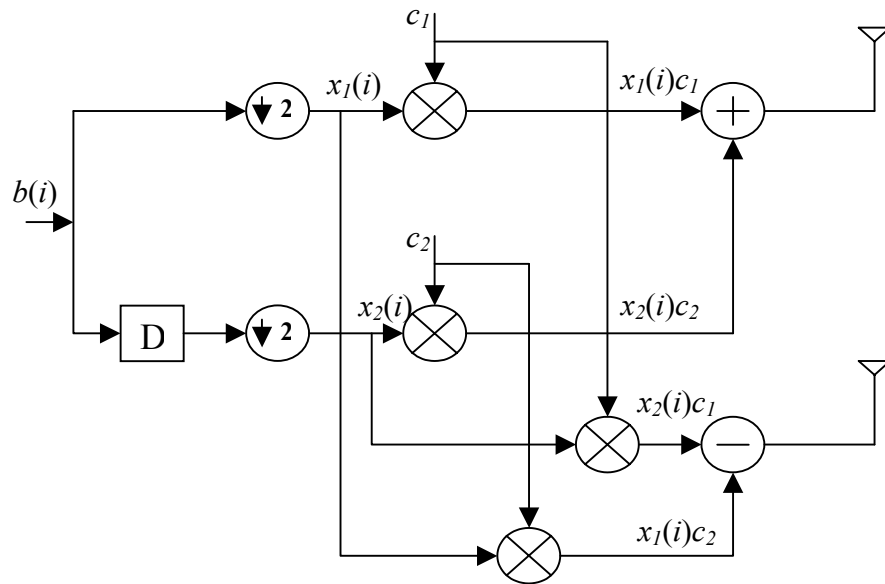 c1
x1(i)
x1(i)c1
2
b(i)
c2
x2(i)
x2(i)c2
D
2
x2(i)c1
x1(i)c2